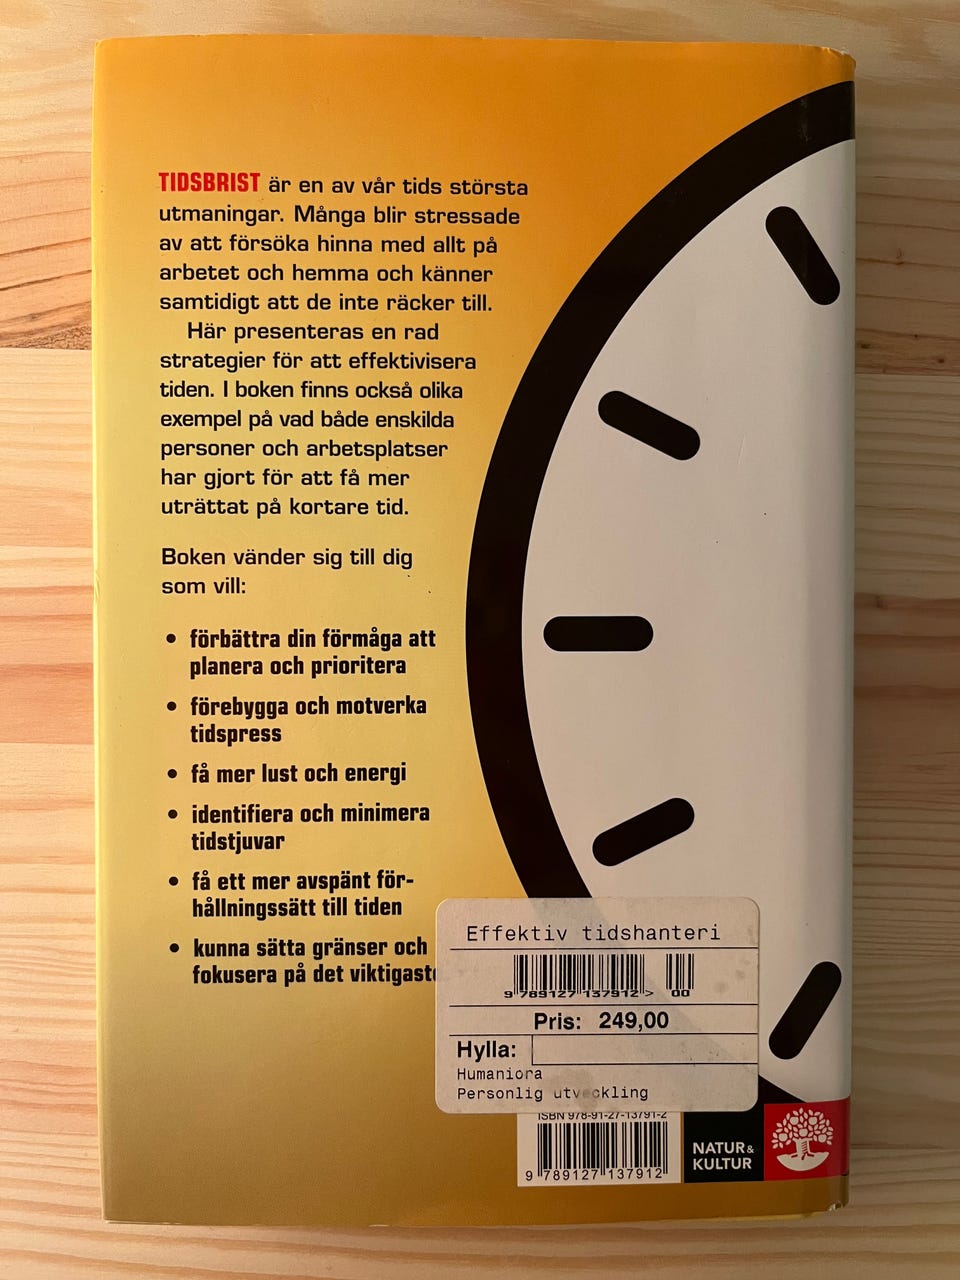 TIDSBRIST är en av vår tids största
utmaningar. Många blir stressade
av att försöka hinna med allt på
arbetet och hemma och känner
samtidigt att de inte räcker till.
Här presenteras en rad
strategier för att effektivisera
tiden. I boken finns också olika
exempel på vad både enskilda
personer och arbetsplatser
har gjort för att få mer
uträttat på kortare tid.
Boken vänder sig till dig
som vill:
• förbättra din förmåga att
planera och prioritera
• förebygga och motverka
tidspress
• få mer lust och energi
• identifiera och minimera
tidstjuvar
• få ett mer avspänt för-
hållningssätt till tiden
• kunna sätta gränser och
fokusera på det viktigaste
Effektiv tidshanteri
9 789127 137912 > 00
Pris: 249,00
Hylla:
Humaniora
Personlig utveckling
ISBN 978-91-27-13791-2
9 789127 137912
NATUR &
KULTUR